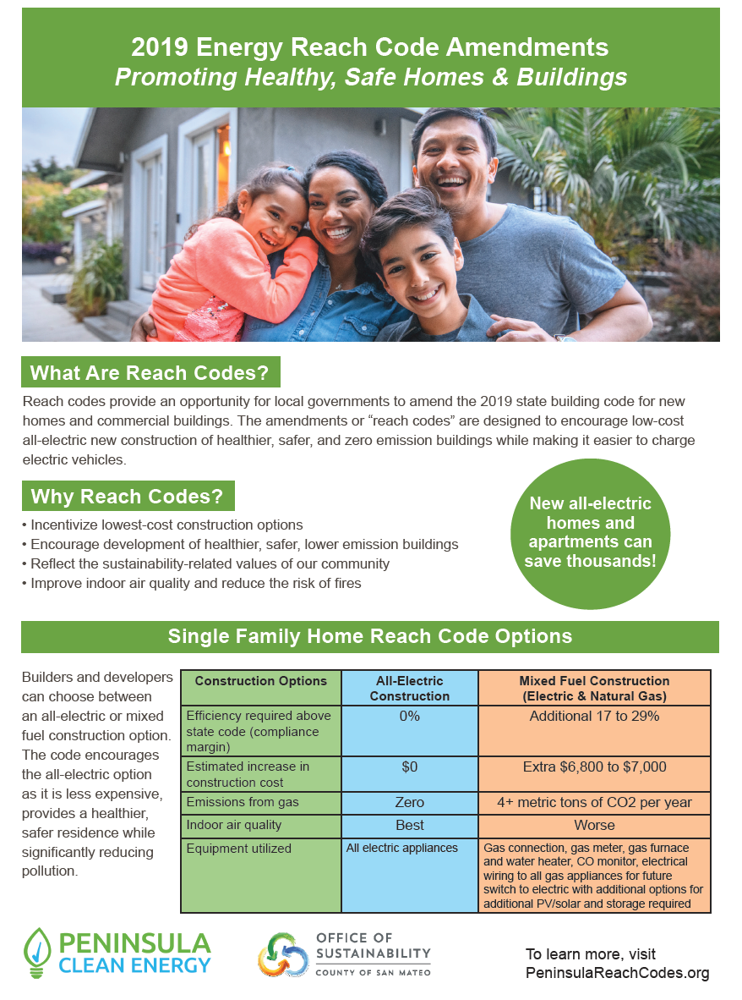 2019 Energy Reach Code Amendments
Promoting Healthy, Safe Homes & Buildings
What Are Reach Codes?
Reach codes provide an opportunity for local governments to amend the 2019 state building code for new
homes and commercial buildings. The amendments or “reach codes” are designed to encourage low-cost
all-electric new construction of healthier, safer, and zero emission buildings while making it easier to charge
electric vehicles.
Why Reach Codes?
• Incentivize lowest-cost construction options
• Encourage development of healthier, safer, lower emission buildings
• Reflect the sustainability-related values of our community
• Improve indoor air quality and reduce the risk of fires
New all-electric
homes and
apartments can
save thousands!
Single Family Home Reach Code Options
Builders and developers
can choose between
an all-electric or mixed
fuel construction option.
The code encourages
the all-electric option
as it is less expensive,
provides a healthier,
safer residence while
significantly reducing
pollution.
Construction Options
All-Electric
Construction
Mixed Fuel Construction
(Electric & Natural Gas)
Efficiency required above
state code (compliance
margin)
0%
Additional 17 to 29%
Estimated increase in
construction cost
$0
Extra $6,800 to $7,000
Emissions from gas
Zero
4+ metric tons of CO2 per year
Indoor air quality
Best
Worse
Equipment utilized
All electric appliances
Gas connection, gas meter, gas furnace
and water heater, CO monitor, electrical
wiring to all gas appliances for future
switch to electric with additional options for
additional PV/solar and storage required
PENINSULA
CLEAN ENERGY
OFFICE OF
SUSTAINABILITY
COUNTY OF SAN MATEO
To learn more, visit
PeninsulaReachCodes.org